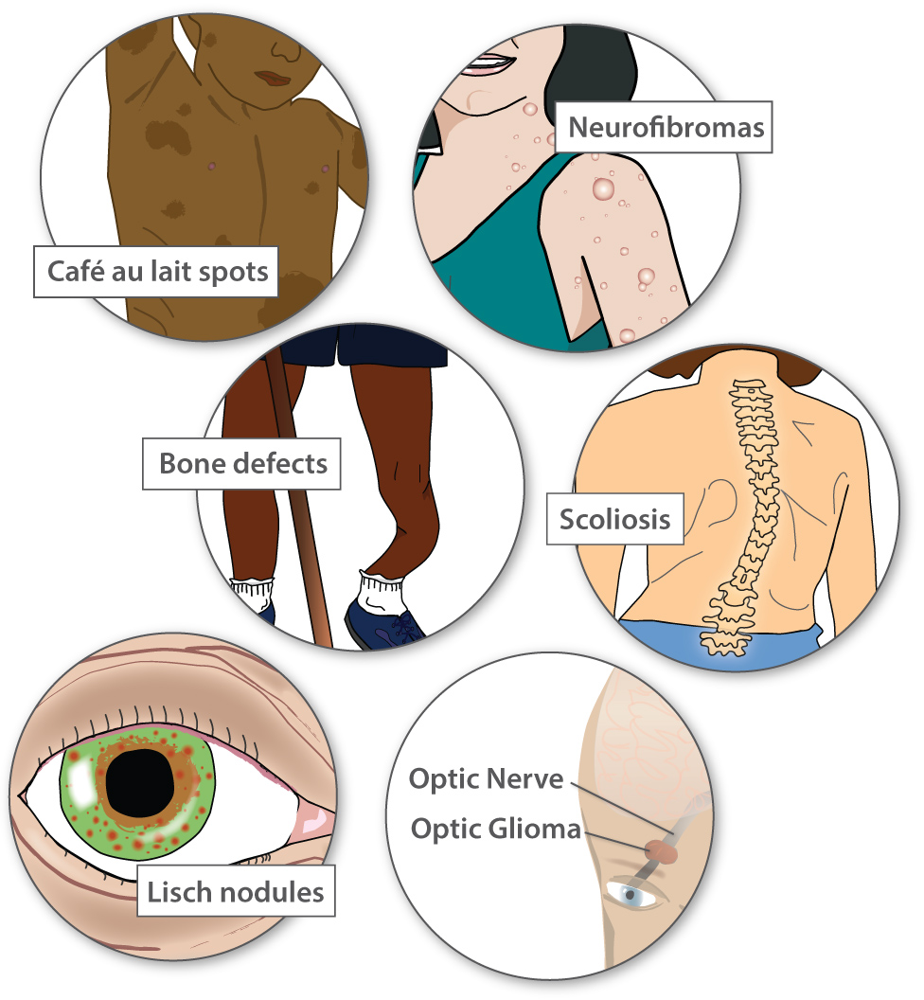 Neurofibromas
Café au lait spots
Bone defects
Scoliosis
Optic Nerve
Optic Glioma
Lisch nodules